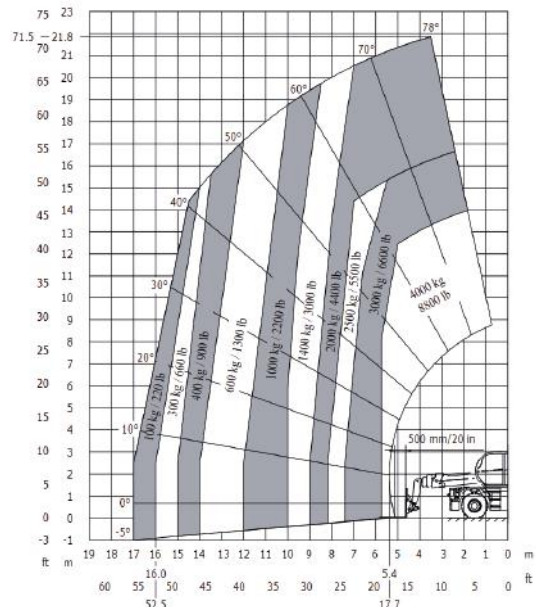 75 23
71.5 21.8
22
70 21
20
65 19
60 18
17
55 16
50 15
14
45 13
40 12
11
35 10
30 9
8
25 7
20 6
5
15 4
10 3
2
5 1
0 0
-3 -1
ft m
78°
70°
60°
50°
40°
30°
20°
10°
0°
-5°
100 kg / 220 lb
300 kg / 660 lb
400 kg / 900 lb
600 kg / 1300 lb
1000 kg / 2200 lb
1400 kg / 3000 lb
2000 kg / 4400 lb
2500 kg / 5500 lb
3000 kg / 6600 lb
4000 kg
8800 lb
500 mm/20 in
19 18 17 16 15 14 13 12 11 10 9 8 7 6 5 4 3 2 1 0 m
16.0 5.4
60 55 50 45 40 35 30 25 20 15 10 5 0 ft
52.5 17.7